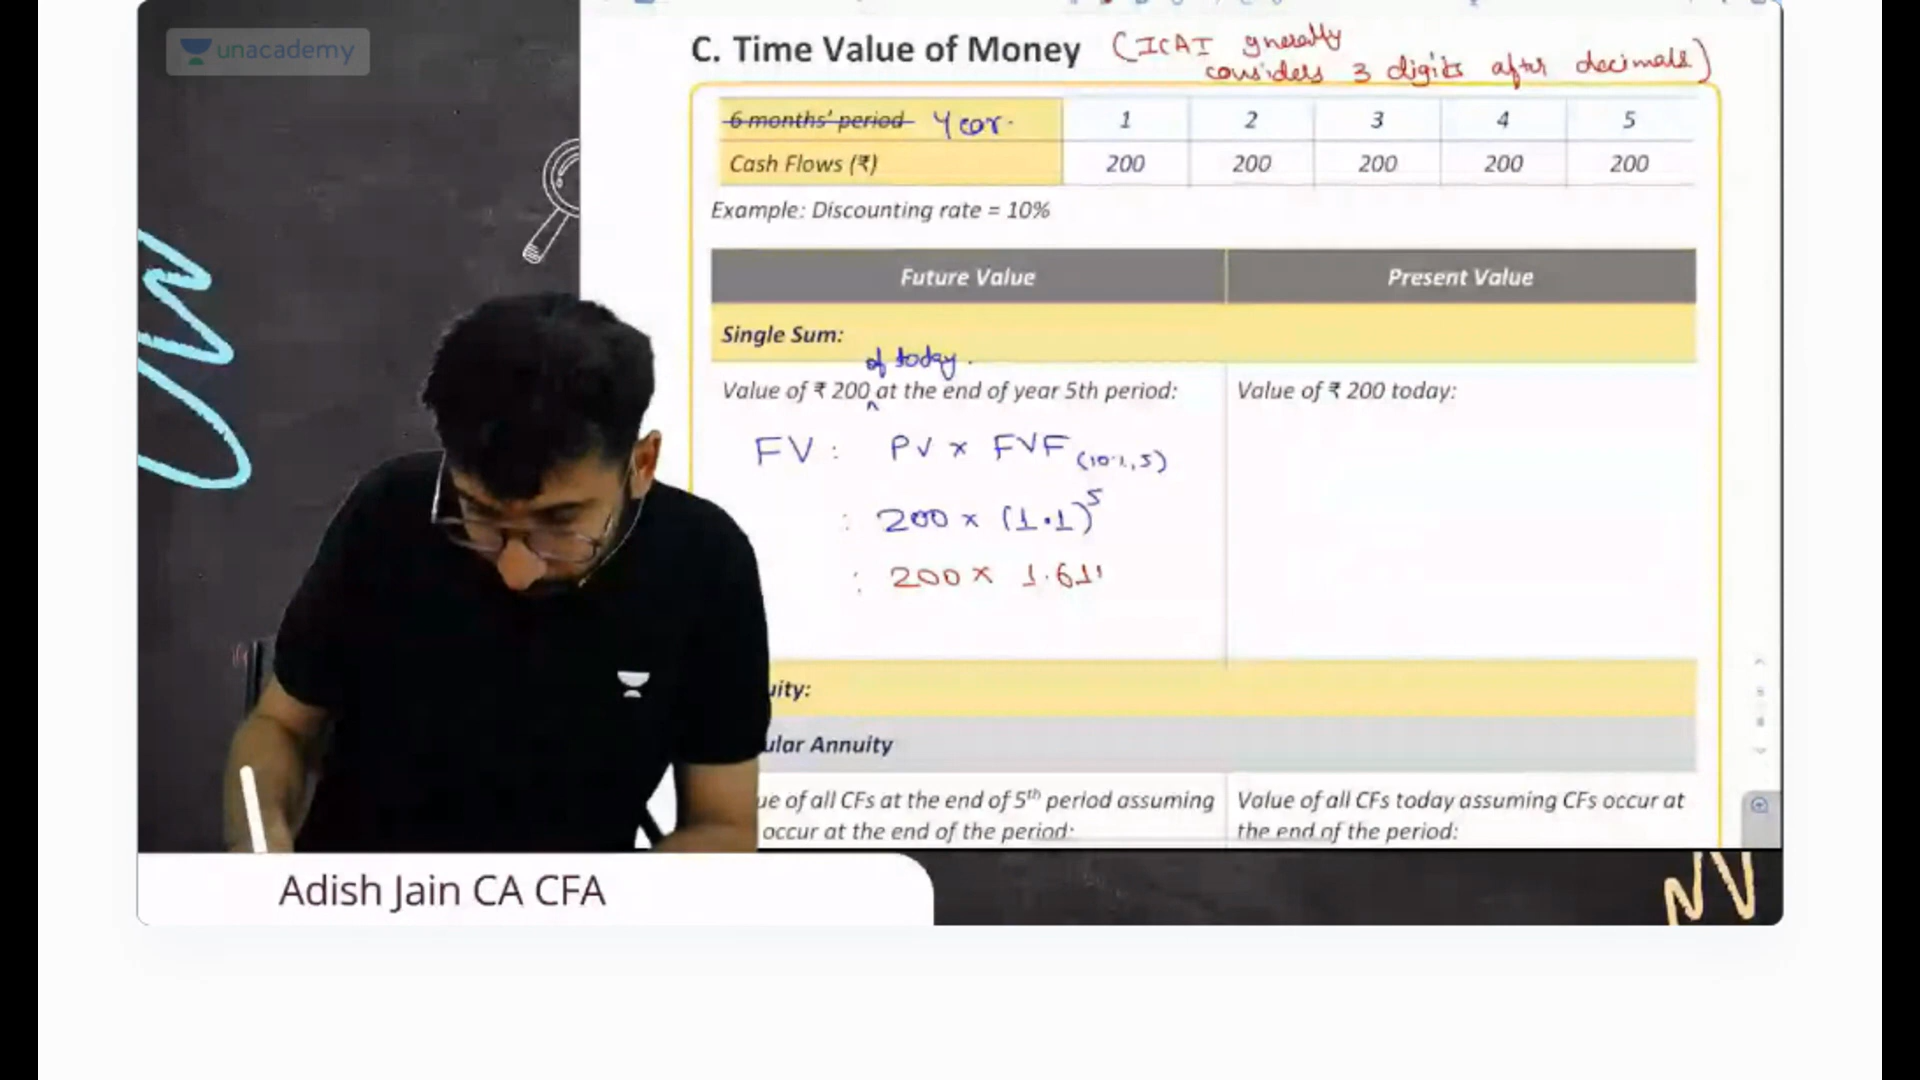 unacademy
C. Time Value of Money (ICAI gnerally
considers 3 digits after decimals)
6 months' period Year. 1 2 3 4 5
Cash Flows (₹) 200 200 200 200 200
Example: Discounting rate = 10%
Future Value Present Value
Single Sum:
of today.
Value of ₹ 200 at the end of year 5th period: Value of ₹ 200 today:
FV : PV × FVF (10%, 5)
: 200 × (1.1)⁵
: 200 × 1.61
uity:
ular Annuity
ue of all CFs at the end of 5th period assuming Value of all CFs today assuming CFs occur at
occur at the end of the period: the end of the period:
Adish Jain CA CFA